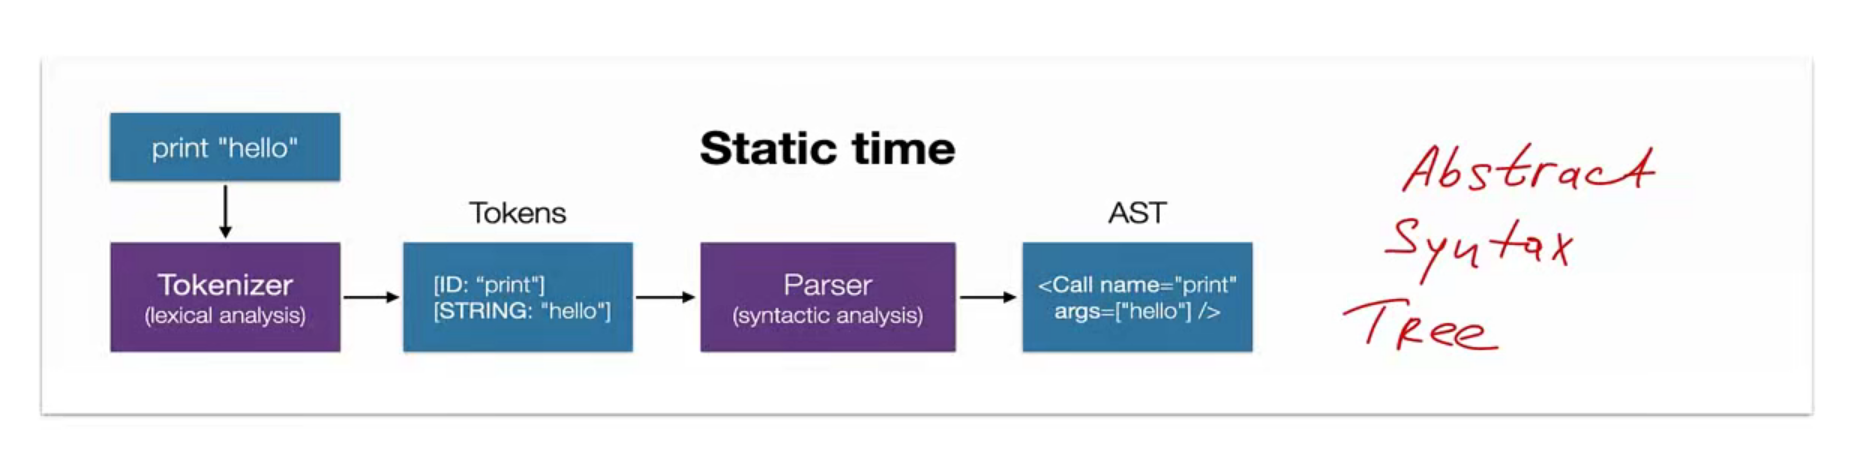 print "hello"
Static time
Tokens
AST
Tokenizer
(lexical analysis)
[ID: “print"]
[STRING: "hello"]
Parser
(syntactic analysis)
<Call name="print"
args=["hello"] />
Abstract
Syntax
Tree